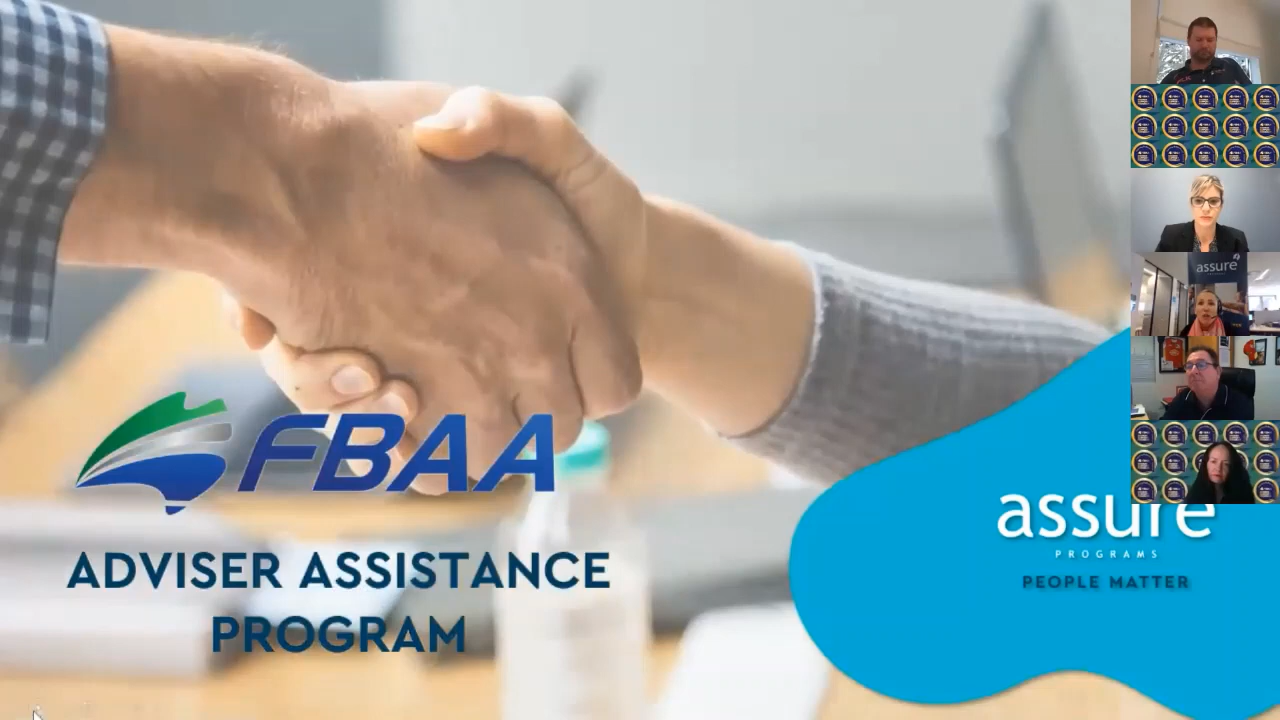 FBAA
ADVISER ASSISTANCE
PROGRAM
assure
PROGRAMS
PEOPLE MATTER
assure